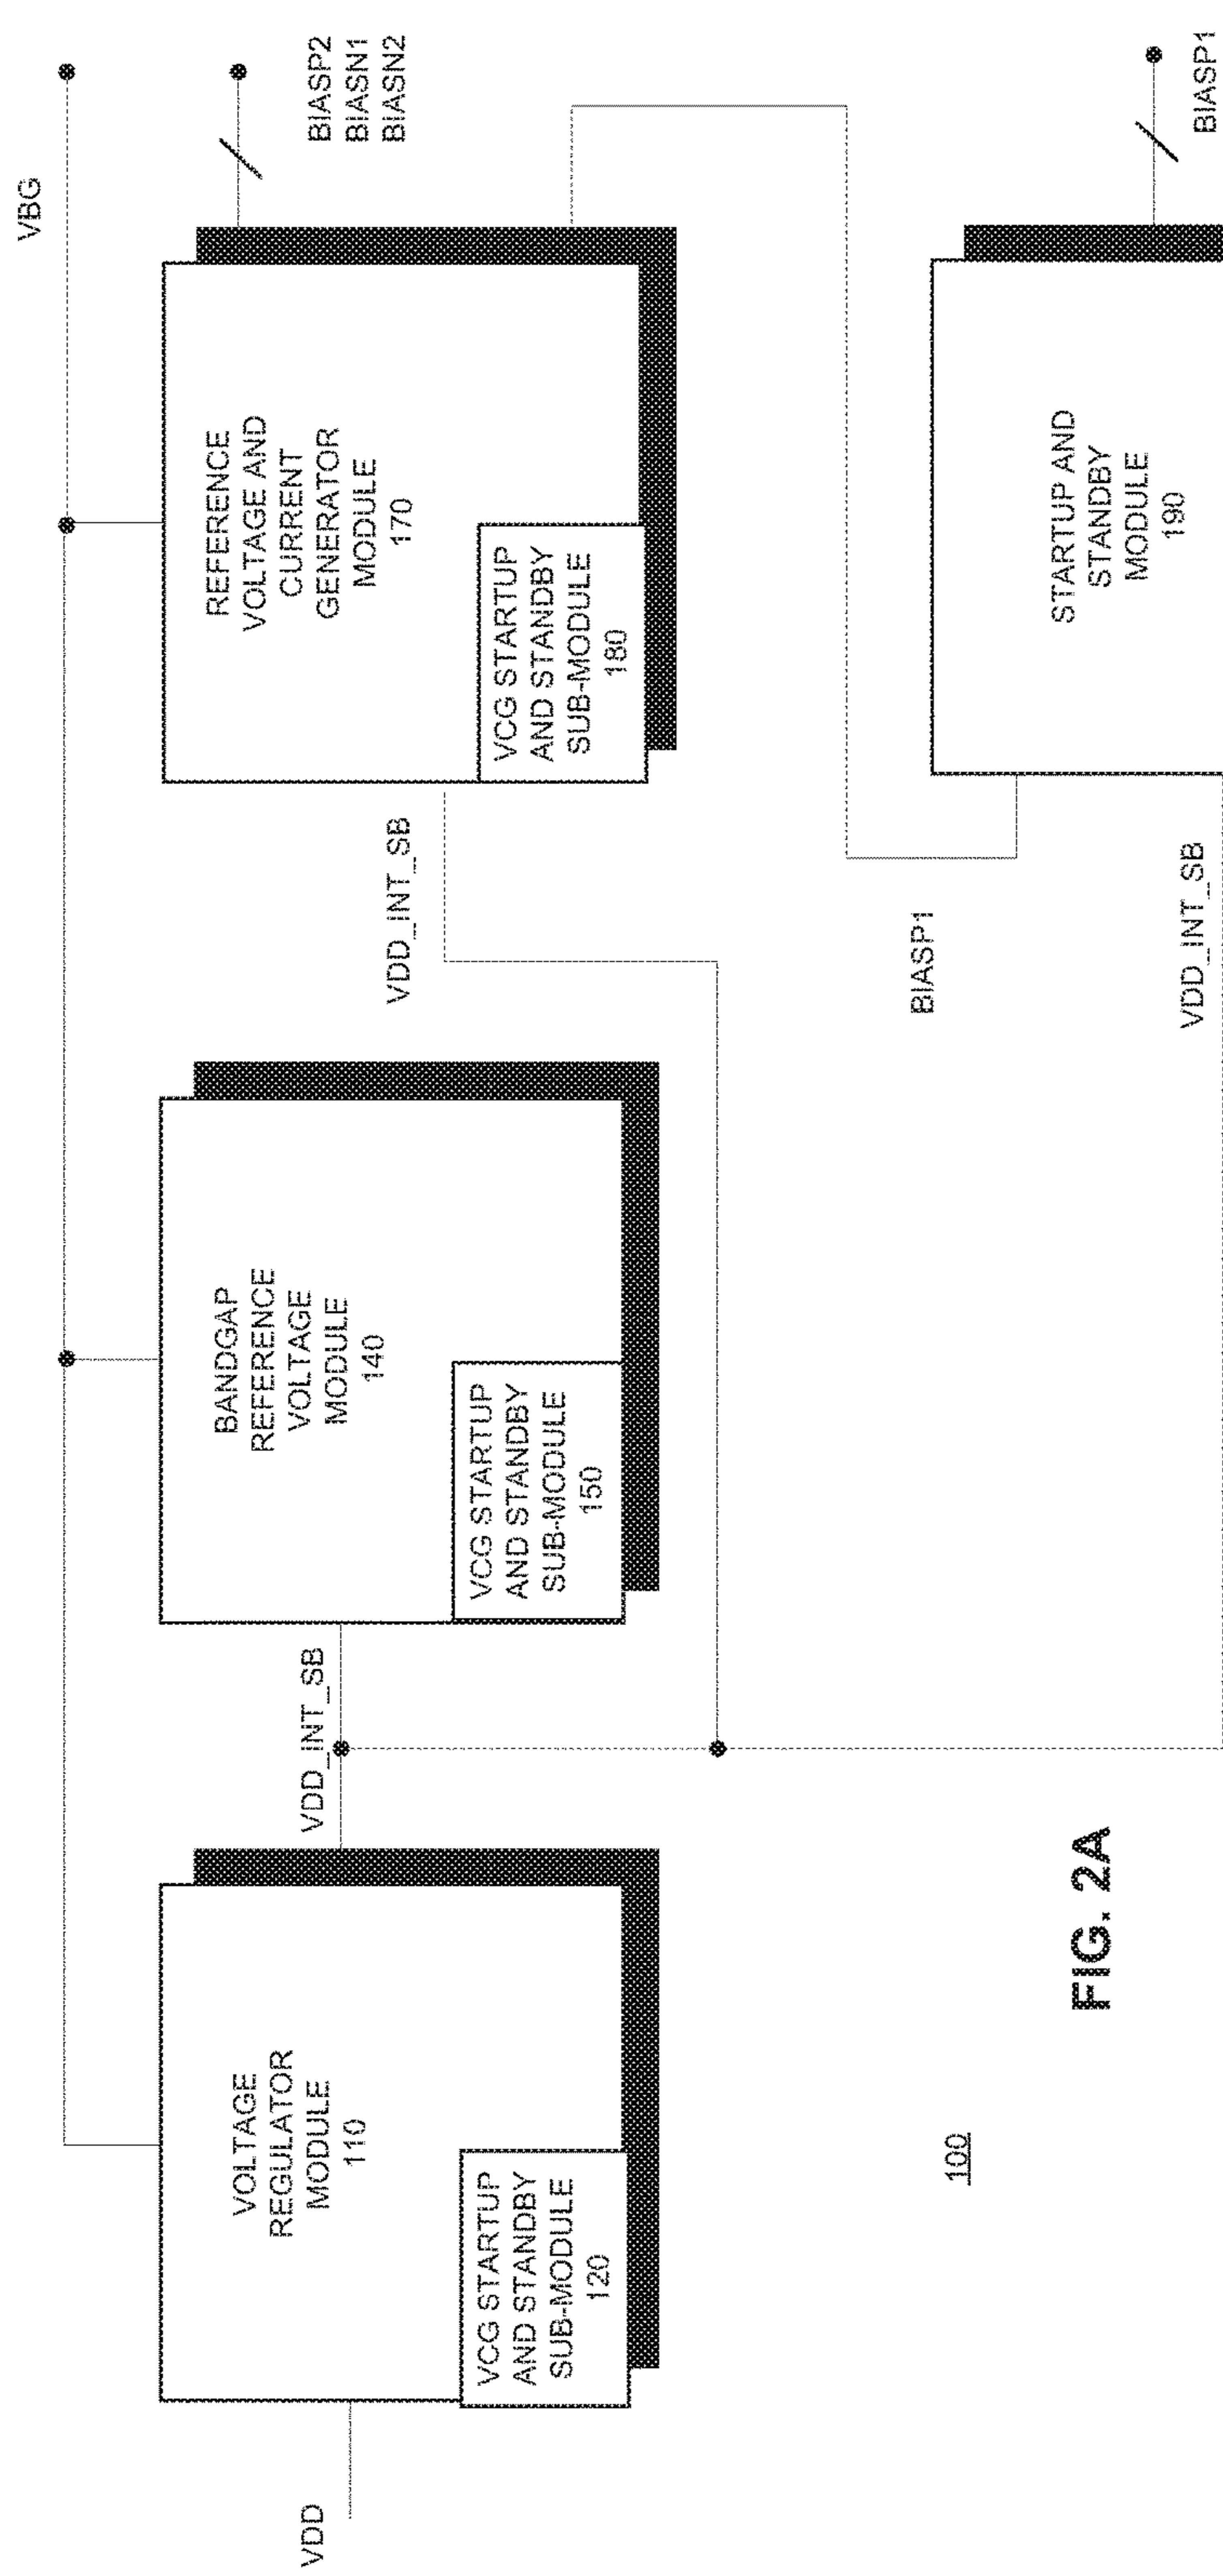 VBG
BIASP2
BIASN1
BIASN2
VOLTAGE
REGULATOR
MODULE
110
VCG STARTUP
AND STANDBY
SUB-MODULE
120
VDD
VDD_INT_SB
BANDGAP
REFERENCE
VOLTAGE
MODULE
140
VCG STARTUP
AND STANDBY
SUB-MODULE
150
VDD_INT_SB
REFERENCE
VOLTAGE AND
CURRENT
GENERATOR
MODULE
170
VCG STARTUP
AND STANDBY
SUB-MODULE
180
BIASP1
VDD_INT_SB
STARTUP AND
STANDBY
MODULE
190
BIASP1
100
FIG. 2A